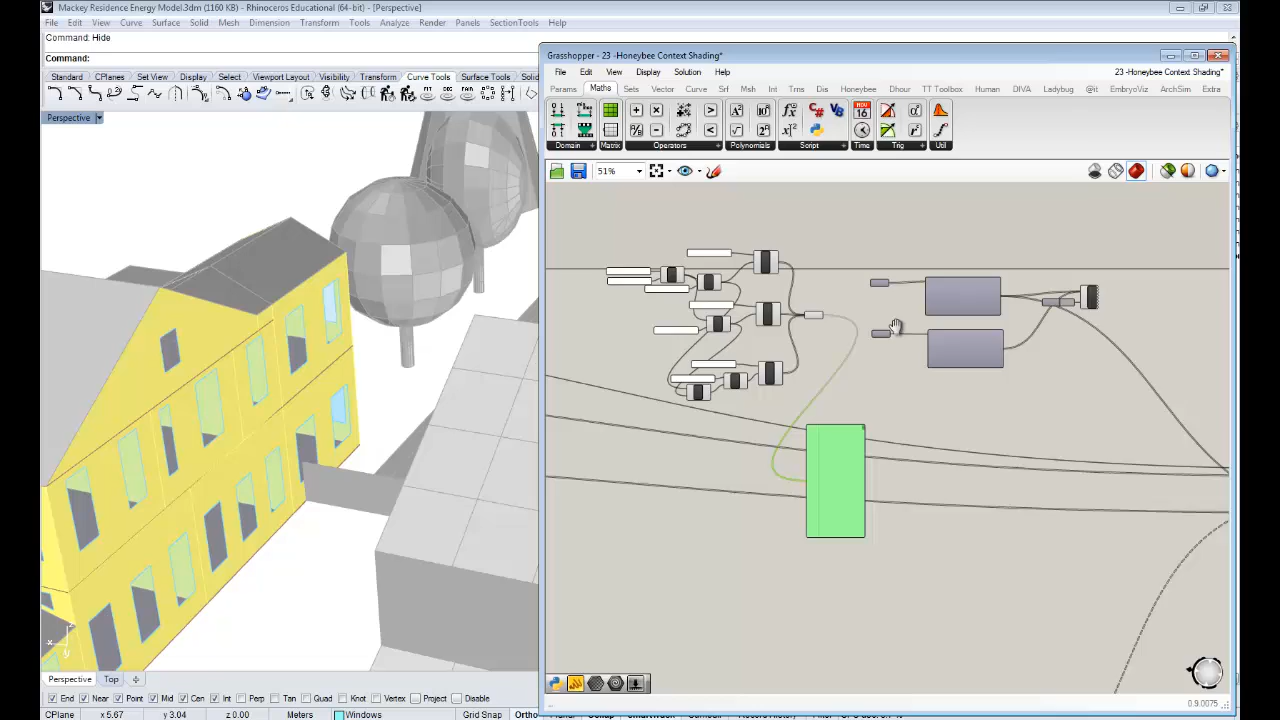 Mackey Residence Energy Model.3dm (1160 KB) - Rhinoceros Educational (64-bit) - [Perspective]
File Edit View Curve Surface Solid Mesh Dimension Transform Tools Analyze Render Panels SectionTools Help
Command: Hide
Command:
Standard CPlanes Set View Display Select Viewport Layout Visibility Transform Curve Tools Surface Tools Solid
Perspective
Grasshopper - 23 -Honeybee Context Shading*
File Edit View Display Solution Help 23 -Honeybee Context Shading*
Params Maths Sets Vector Curve Srf Msh Int Trns Dis Honeybee Dhour TT Toolbox Human DIVA Ladybug @it EmbryoViz ArchSim Extra
Domain Matrix Operators Polynomials Script Time Trig Util
51%
0.9.0075
Perspective Top
End Near Point Mid Cen Int Perp Tan Quad Knot Vertex Project Disable
CPlane x 5.67 y 3.04 z 0.00 Meters Windows Grid Snap Ortho